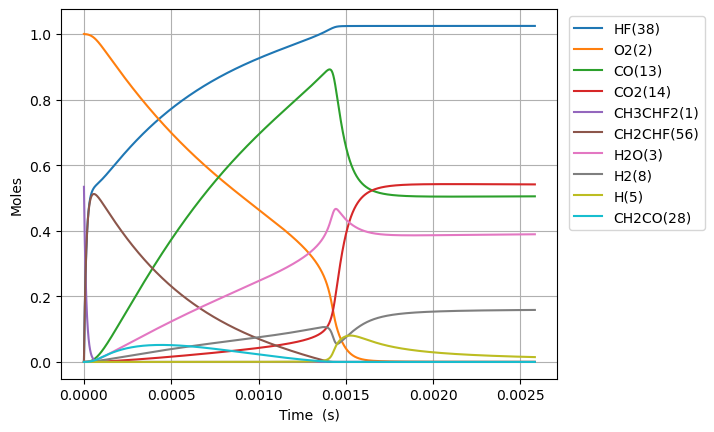 1.0
0.8
0.6
0.4
0.2
0.0
Moles
0.0000
0.0005
0.0010
0.0015
0.0020
0.0025
Time (s)
HF(38)
O2(2)
CO(13)
CO2(14)
CH3CHF2(1)
CH2CHF(56)
H2O(3)
H2(8)
H(5)
CH2CO(28)